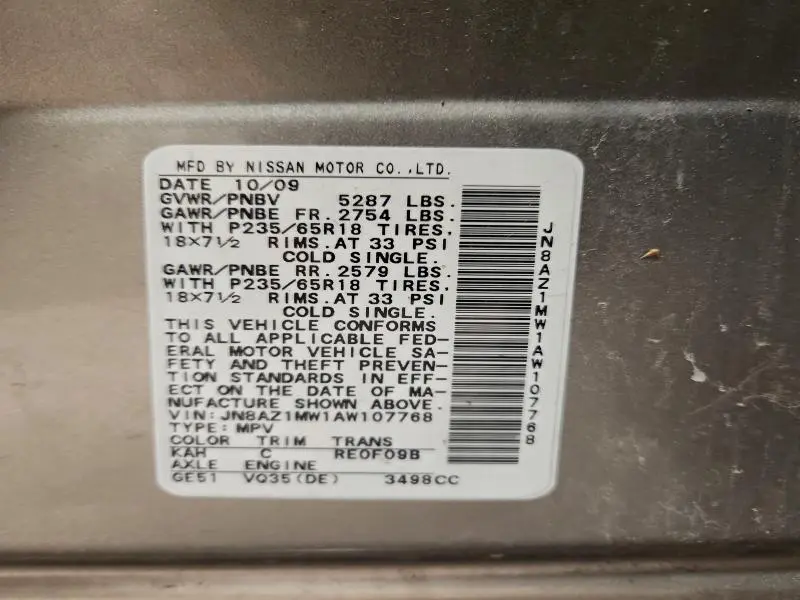 MFD BY NISSAN MOTOR CO.,LTD.
DATE 10/09
GVWR/PNBV 5287 LBS.
GAWR/PNBE FR. 2754 LBS.
WITH P235/65R18 TIRES.
18×7½ RIMS.AT 33 PSI
COLD SINGLE.
GAWR/PNBE RR. 2579 LBS.
WITH P235/65R18 TIRES.
18×7½ RIMS.AT 33 PSI
COLD SINGLE.
THIS VEHICLE CONFORMS
TO ALL APPLICABLE FED-
ERAL MOTOR VEHICLE SA-
FETY AND THEFT PREVEN-
TION STANDARDS IN EFF-
ECT ON THE DATE OF MA-
NUFACTURE SHOWN ABOVE.
VIN: JN8AZ1MW1AW107768
TYPE: MPV
COLOR TRIM TRANS
KAH C RE0F09B
AXLE ENGINE
GE51 VQ35(DE) 3498CC
JN8AZ1MW1AW107768